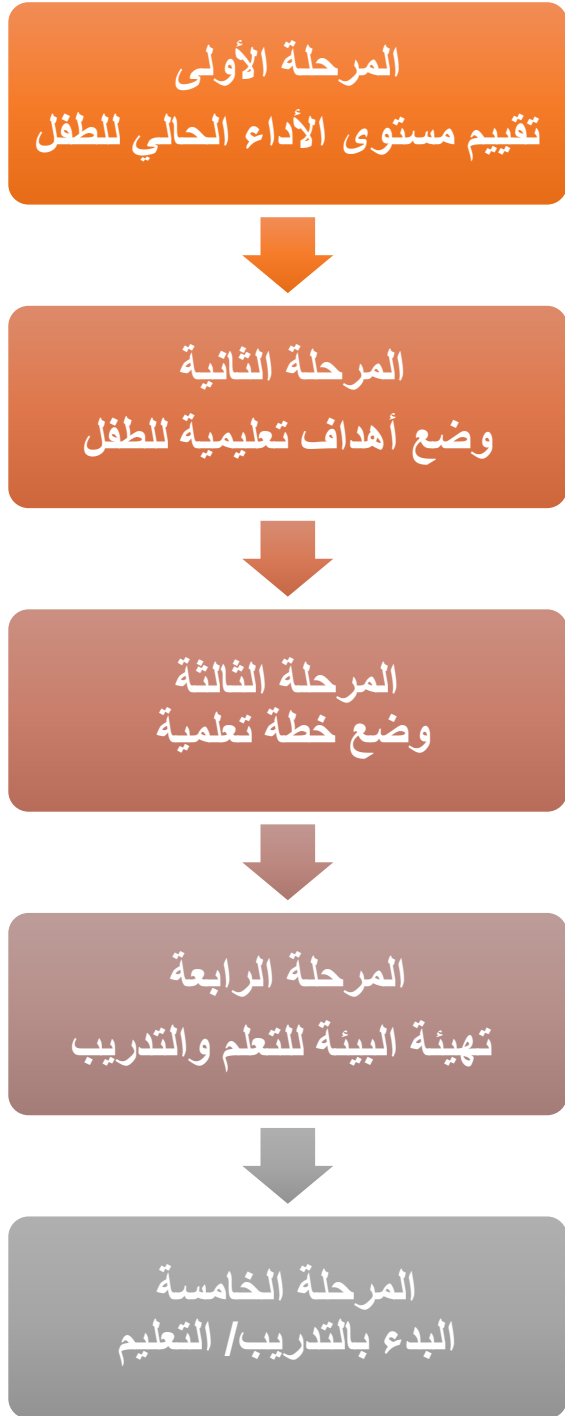 المرحلة الأولى
تقييم مستوى الأداء الحالي للطفل
المرحلة الثانية
وضع أهداف تعليمية للطفل
المرحلة الثالثة
وضع خطة تعلمية
المرحلة الرابعة
تهيئة البيئة للتعلم والتدريب
المرحلة الخامسة
البدء بالتدريب/ التعليم